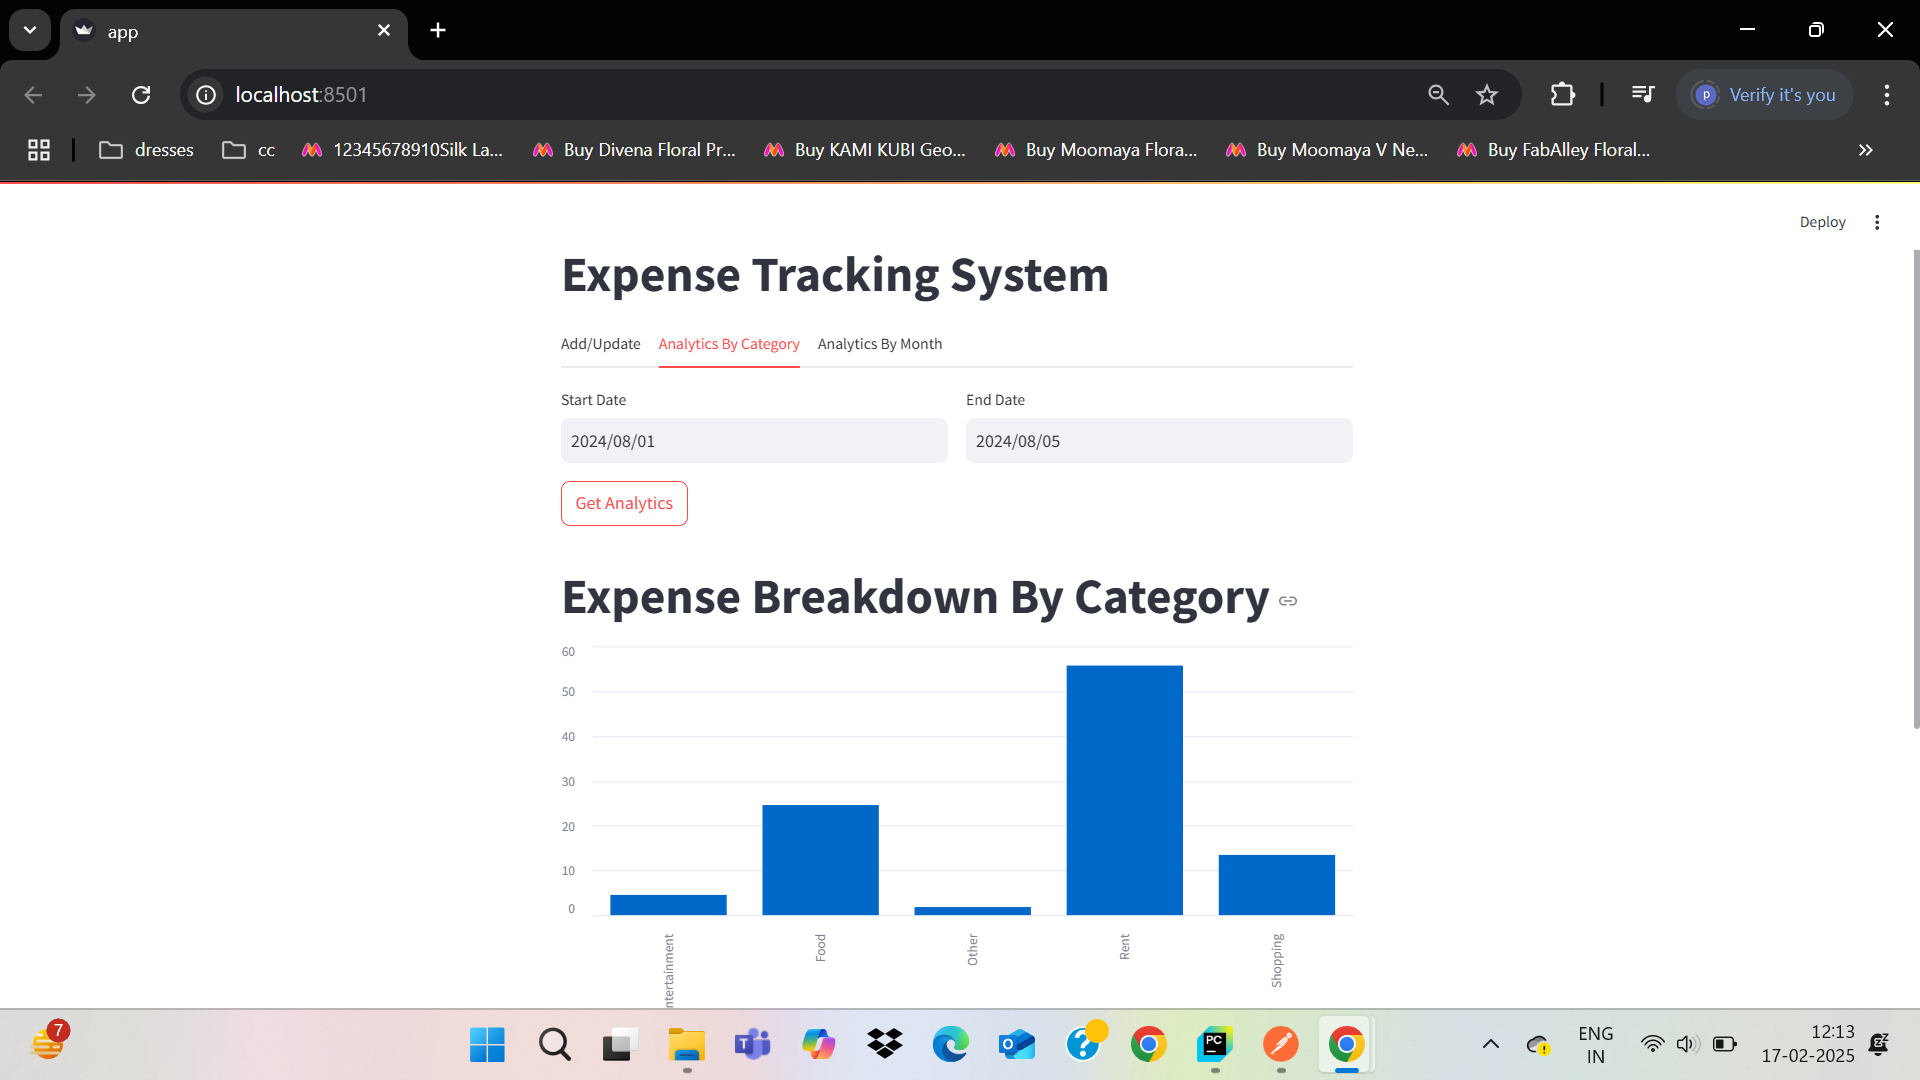 app
localhost:8501
Verify it's you
dresses
cc
12345678910Silk La...
Buy Divena Floral Pr...
Buy KAMI KUBI Geo...
Buy Moomaya Flora...
Buy Moomaya V Ne...
Buy FabAlley Floral...
Deploy
Expense Tracking System
Add/Update
Analytics By Category
Analytics By Month
Start Date
End Date
2024/08/01
2024/08/05
Get Analytics
Expense Breakdown By Category
60
50
40
30
20
10
0
ntertainment
Food
Other
Rent
Shopping
7
PC
ENG
IN
12:13
17-02-2025